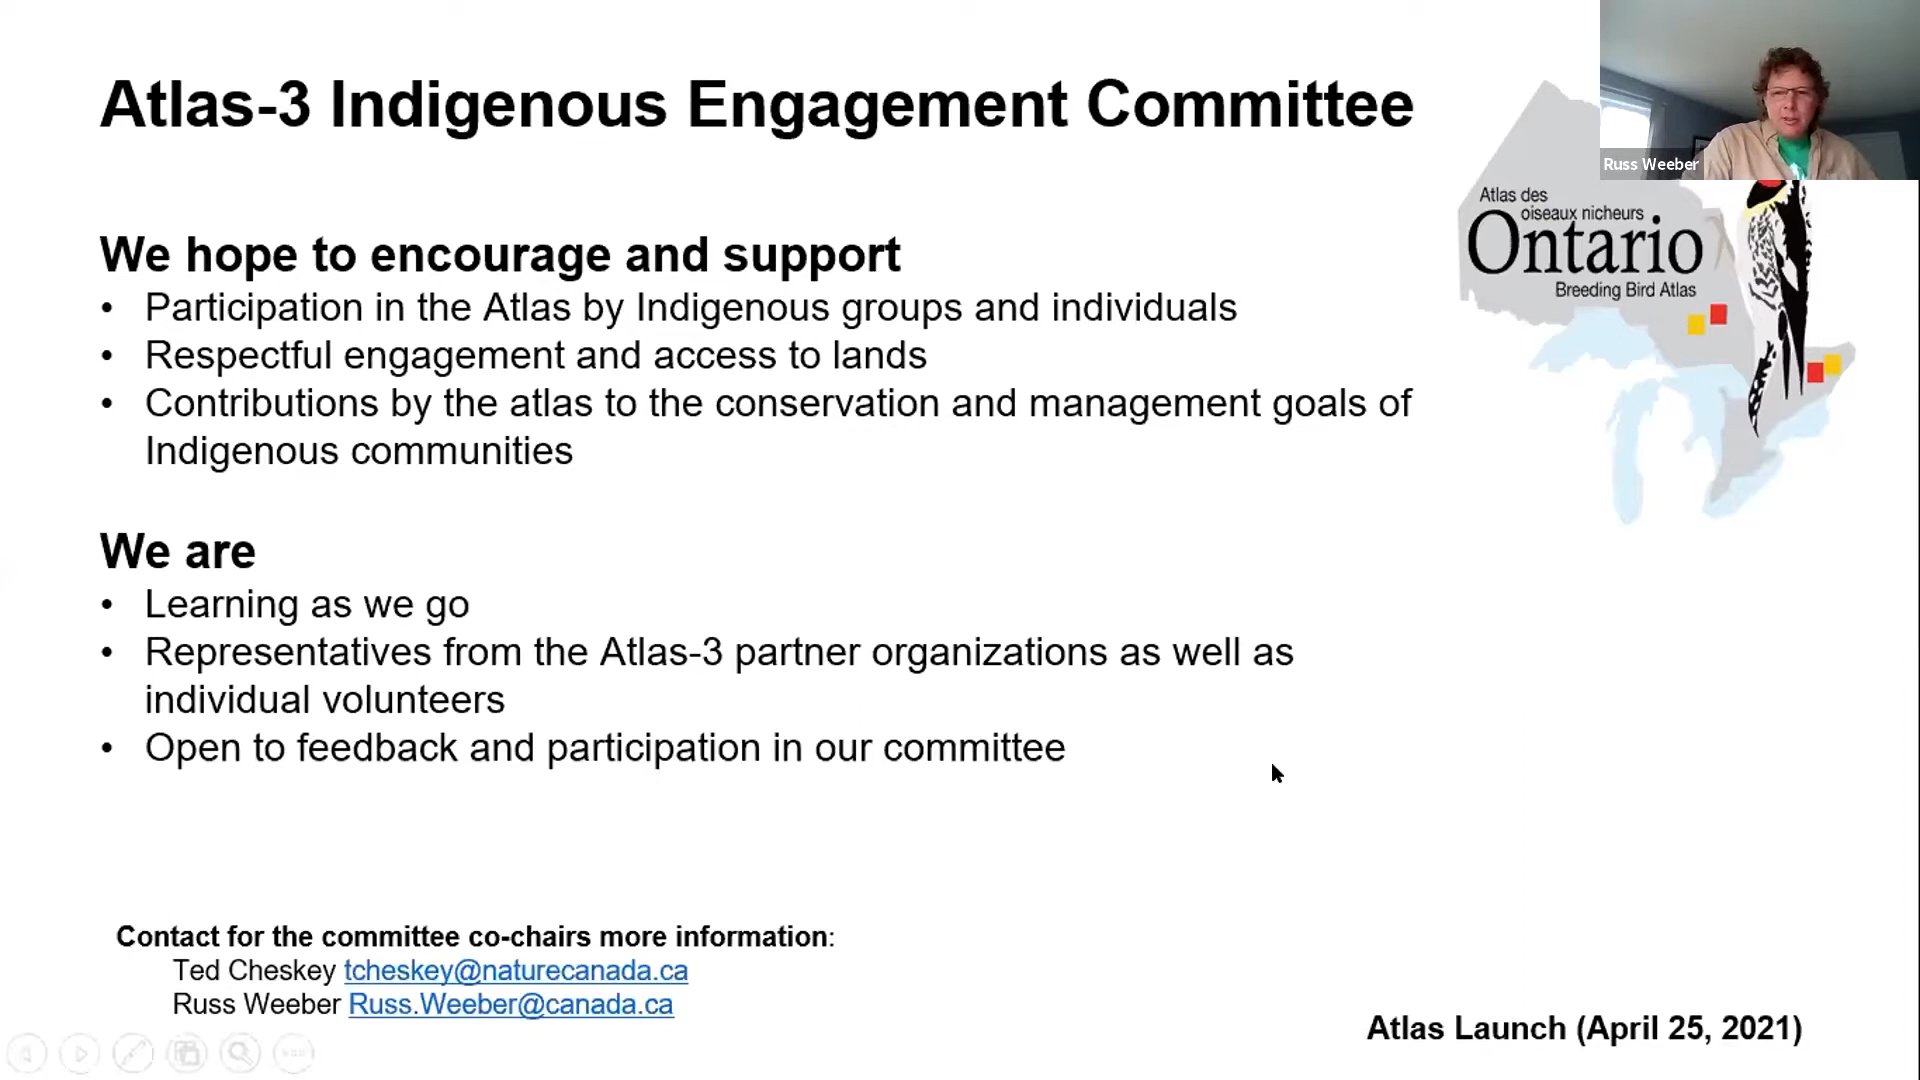 Atlas-3 Indigenous Engagement Committee
Russ Weeber
Atlas des
oiseaux nicheurs
Ontario
Breeding Bird Atlas
We hope to encourage and support
• Participation in the Atlas by Indigenous groups and individuals
• Respectful engagement and access to lands
• Contributions by the atlas to the conservation and management goals of
Indigenous communities
We are
• Learning as we go
• Representatives from the Atlas-3 partner organizations as well as
individual volunteers
• Open to feedback and participation in our committee
Contact for the committee co-chairs more information:
Ted Cheskey tcheskey@naturecanada.ca
Russ Weeber Russ.Weeber@canada.ca
Atlas Launch (April 25, 2021)